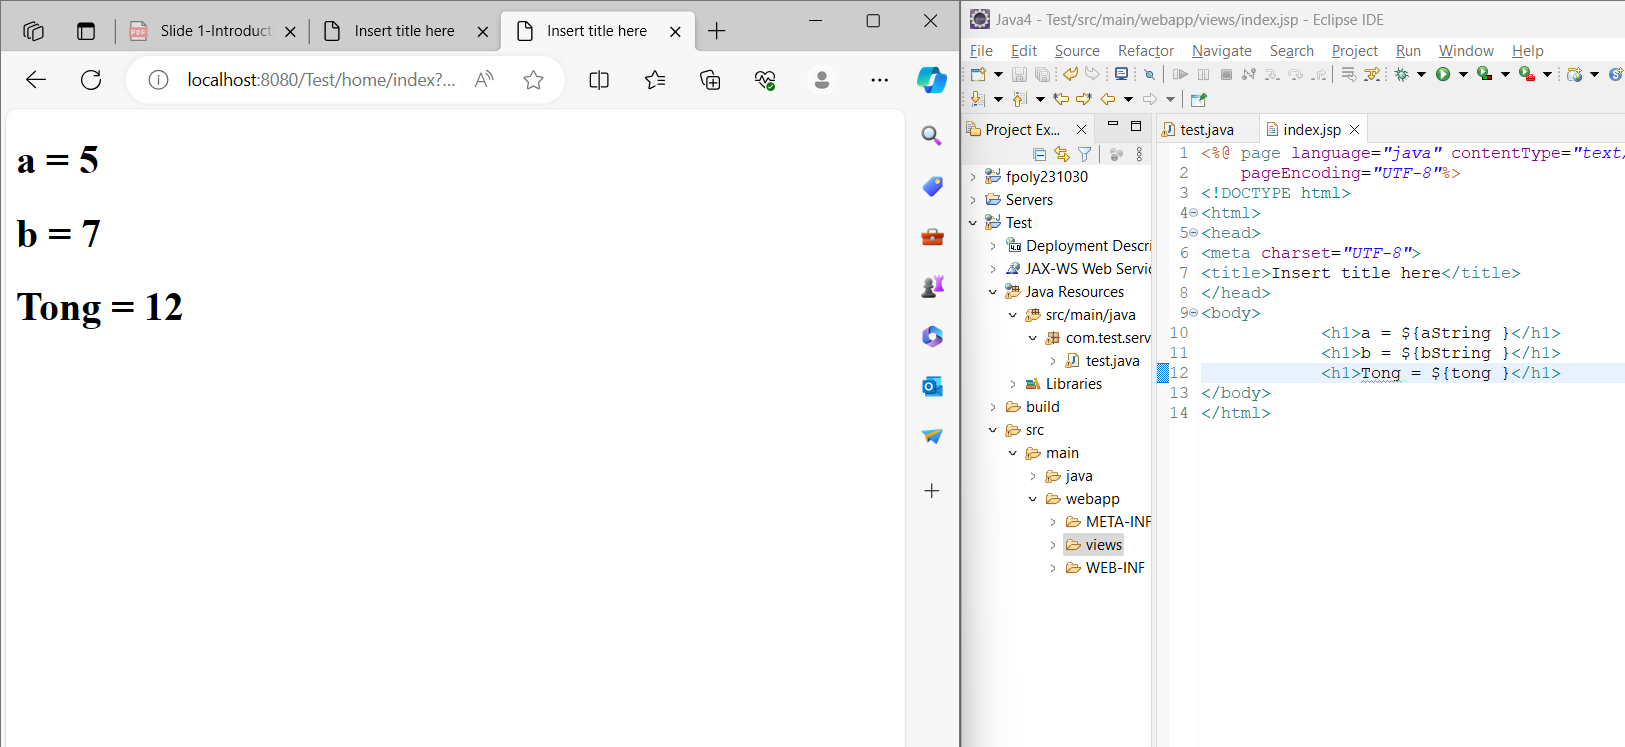 Slide 1-Introduct
Insert title here
Insert title here
localhost:8080/Test/home/index?...
a = 5
b = 7
Tong = 12
Java4 - Test/src/main/webapp/views/index.jsp - Eclipse IDE
File Edit Source Refactor Navigate Search Project Run Window Help
Project Ex...
fpoly231030
Servers
Test
Deployment Descri
JAX-WS Web Servic
Java Resources
src/main/java
com.test.serv
test.java
Libraries
build
src
main
java
webapp
META-INF
views
WEB-INF
test.java
index.jsp
1 <%@ page language="java" contentType="text/
2 pageEncoding="UTF-8"%>
3 <!DOCTYPE html>
4 <html>
5 <head>
6 <meta charset="UTF-8">
7 <title>Insert title here</title>
8 </head>
9 <body>
10 <h1>a = ${aString }</h1>
11 <h1>b = ${bString }</h1>
12 <h1>Tong = ${tong }</h1>
13 </body>
14 </html>